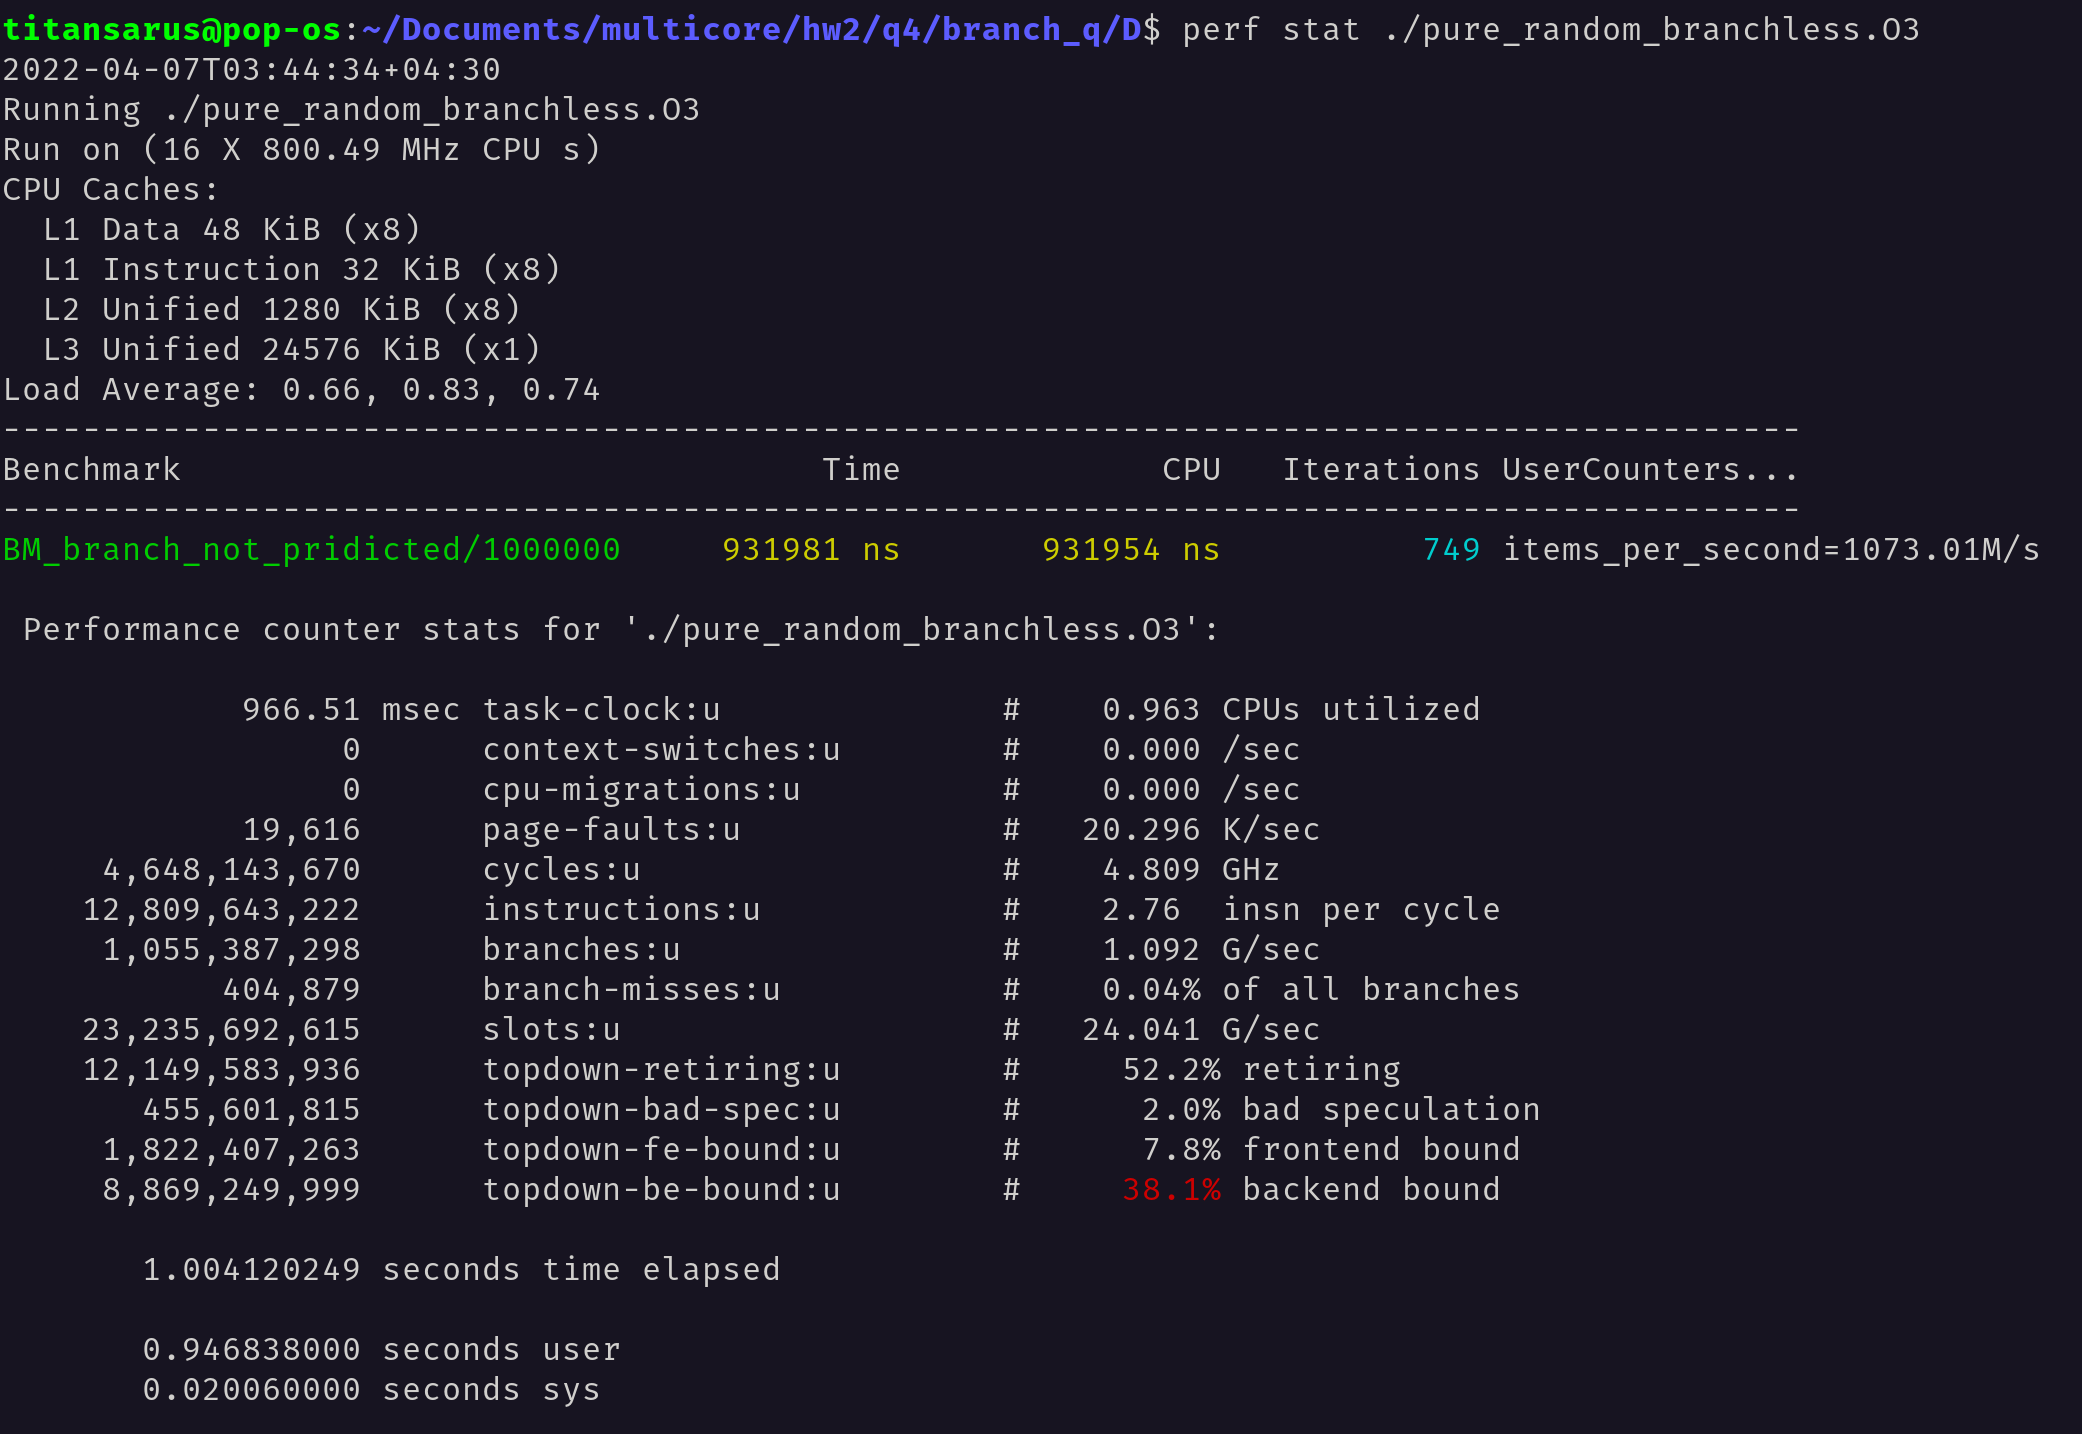 titansarus@pop-os:~/Documents/multicore/hw2/q4/branch_q/D$ perf stat ./pure_random_branchless.O3
2022-04-07T03:44:34+04:30
Running ./pure_random_branchless.O3
Run on (16 X 800.49 MHz CPU s)
CPU Caches:
  L1 Data 48 KiB (x8)
  L1 Instruction 32 KiB (x8)
  L2 Unified 1280 KiB (x8)
  L3 Unified 24576 KiB (x1)
Load Average: 0.66, 0.83, 0.74
------------------------------------------------------------------------------------------
Benchmark                                Time             CPU   Iterations UserCounters...
------------------------------------------------------------------------------------------
BM_branch_not_pridicted/1000000     931981 ns       931954 ns          749 items_per_second=1073.01M/s
 Performance counter stats for './pure_random_branchless.O3':
            966.51 msec task-clock:u              #    0.963 CPUs utilized
                 0      context-switches:u        #    0.000 /sec
                 0      cpu-migrations:u          #    0.000 /sec
            19,616      page-faults:u             #   20.296 K/sec
     4,648,143,670      cycles:u                  #    4.809 GHz
    12,809,643,222      instructions:u            #    2.76  insn per cycle
     1,055,387,298      branches:u                #    1.092 G/sec
           404,879      branch-misses:u           #    0.04% of all branches
    23,235,692,615      slots:u                   #   24.041 G/sec
    12,149,583,936      topdown-retiring:u        #     52.2% retiring
       455,601,815      topdown-bad-spec:u        #      2.0% bad speculation
     1,822,407,263      topdown-fe-bound:u        #      7.8% frontend bound
     8,869,249,999      topdown-be-bound:u        #     38.1% backend bound
       1.004120249 seconds time elapsed
       0.946838000 seconds user
       0.020060000 seconds sys